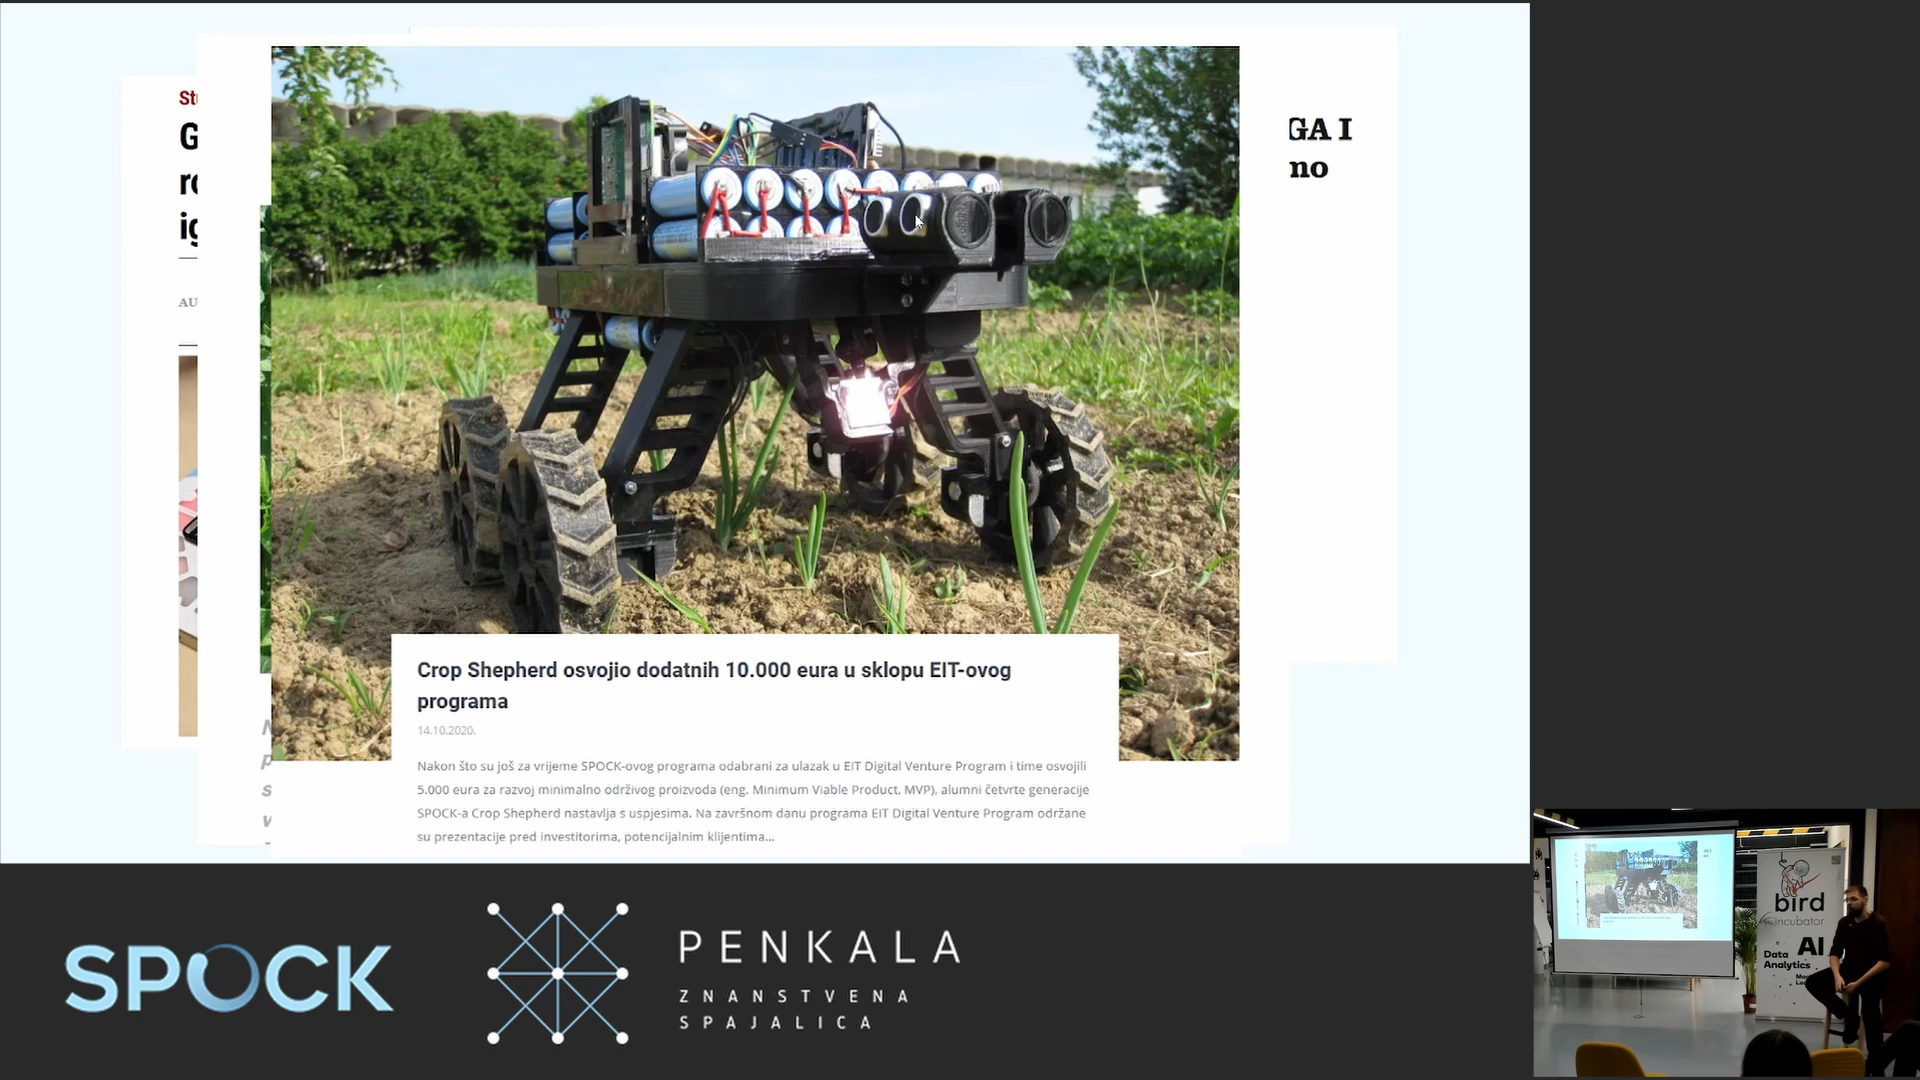 St
G
ro
ig
AU
GA I
no
Crop Shepherd osvojio dodatnih 10.000 eura u sklopu EIT-ovog
programa
14.10.2020.
Nakon što su još za vrijeme SPOCK-ovog programa odabrani za ulazak u EIT Digital Venture Program i time osvojili
5.000 eura za razvoj minimalno održivog proizvoda (eng. Minimum Viable Product, MVP), alumni četvrte generacije
SPOCK-a Crop Shepherd nastavlja s uspjesima. Na završnom danu programa EIT Digital Venture Program održane
su prezentacije pred investitorima, potencijalnim klijentima...
SPOCK
PENKALA
ZNANSTVENA
SPAJALICA
bird
incubator
AI
Data
Analytics